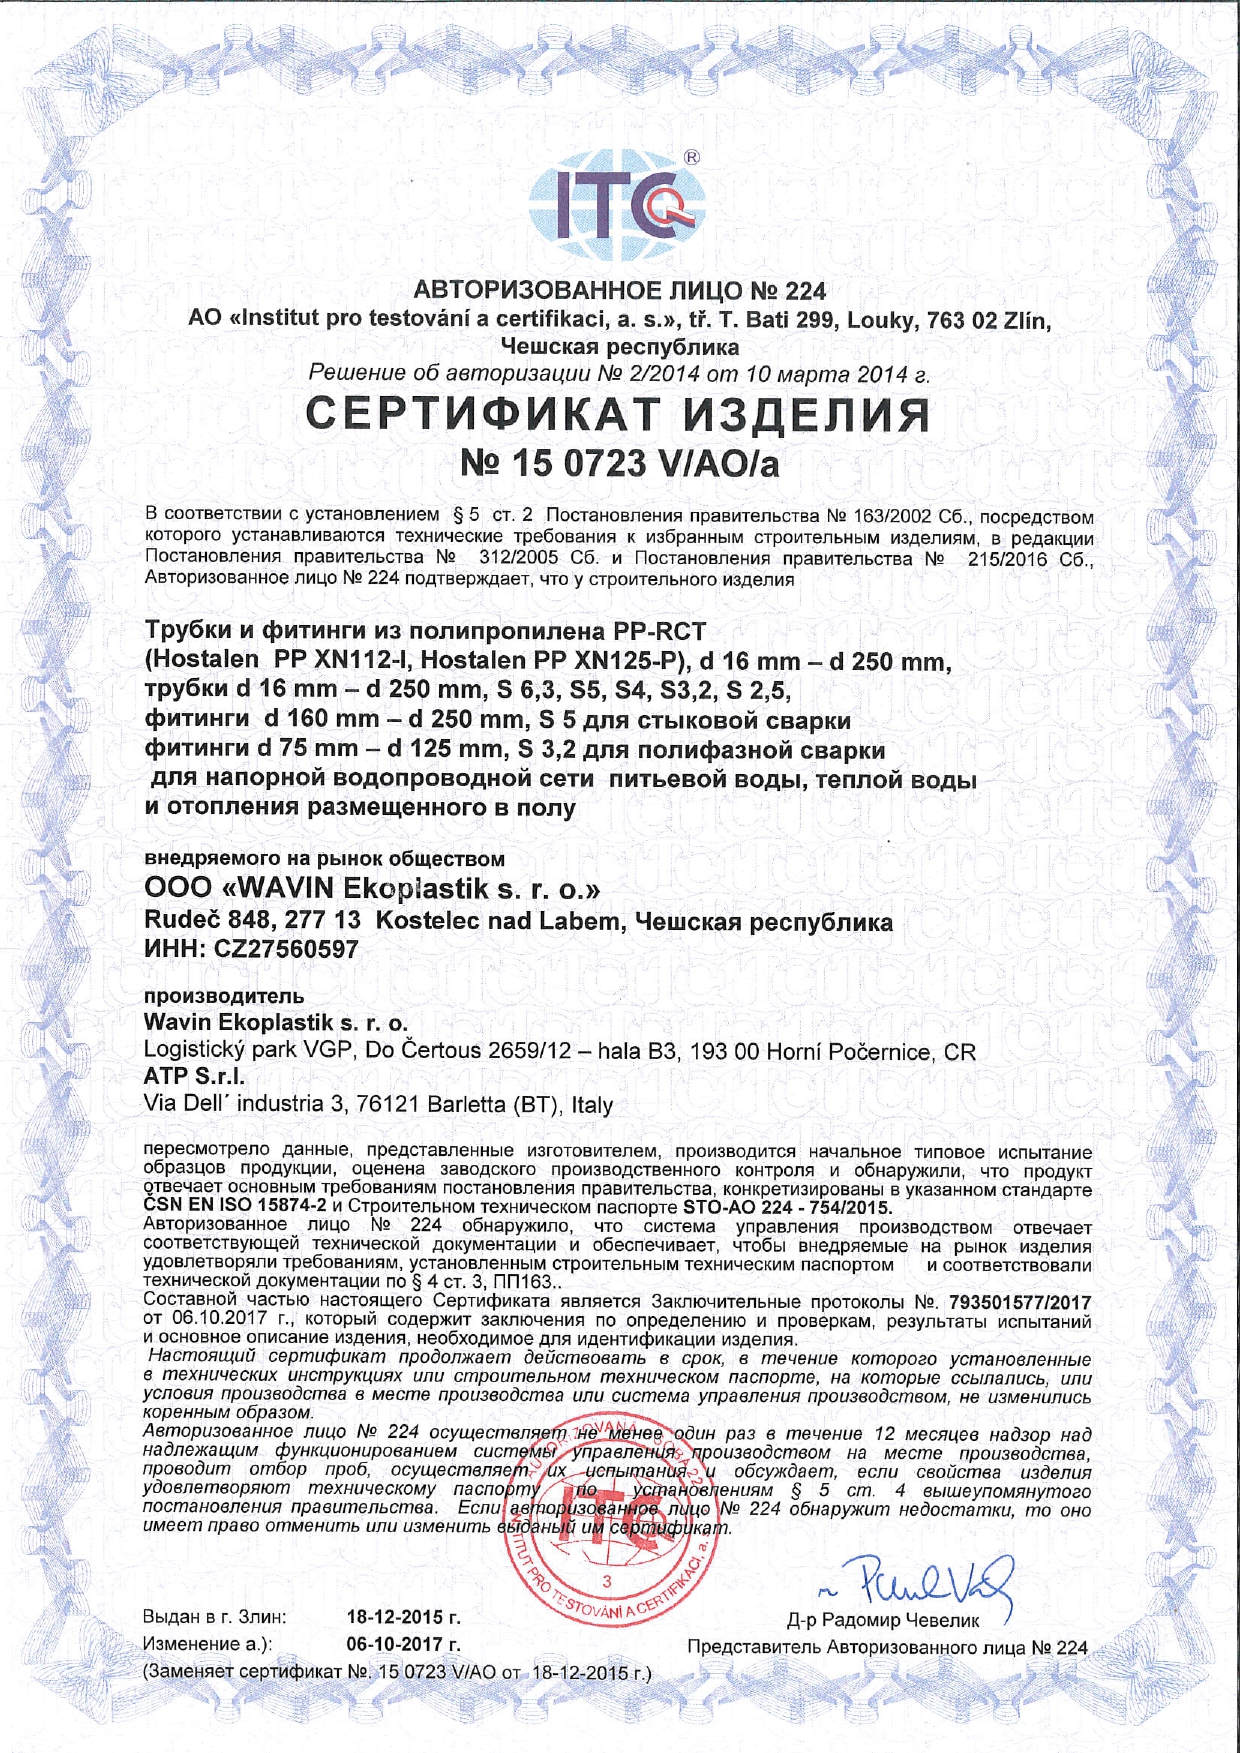 ITC ®
АВТОРИЗОВАННОЕ ЛИЦО № 224
АО «Institut pro testování a certifikaci, a. s.», tř. T. Bati 299, Louky, 763 02 Zlín,
Чешская республика
Решение об авторизации № 2/2014 от 10 марта 2014 г.
СЕРТИФИКАТ ИЗДЕЛИЯ
№ 15 0723 V/AO/a
В соответствии с установлением § 5 ст. 2 Постановления правительства № 163/2002 Сб., посредством
которого устанавливаются технические требования к избранным строительным изделиям, в редакции
Постановления правительства № 312/2005 Сб. и Постановления правительства № 215/2016 Сб.,
Авторизованное лицо № 224 подтверждает, что у строительного изделия
Трубки и фитинги из полипропилена PP-RCT
(Hostalen PP XN112-I, Hostalen PP XN125-P), d 16 mm – d 250 mm,
трубки d 16 mm – d 250 mm, S 6,3, S5, S4, S3,2, S 2,5,
фитинги d 160 mm – d 250 mm, S 5 для стыковой сварки
фитинги d 75 mm – d 125 mm, S 3,2 для полифазной сварки
для напорной водопроводной сети питьевой воды, теплой воды
и отопления размещенного в полу
внедряемого на рынок обществом
ООО «WAVIN Ekoplastik s. r. o.»
Rudeč 848, 277 13 Kostelec nad Labem, Чешская республика
ИНН: CZ27560597
производитель
Wavin Ekoplastik s. r. o.
Logistický park VGP, Do Čertous 2659/12 – hala B3, 193 00 Horní Počernice, CR
ATP S.r.l.
Via Dell´ industria 3, 76121 Barletta (BT), Italy
пересмотрело данные, представленные изготовителем, производится начальное типовое испытание
образцов продукции, оценена заводского производственного контроля и обнаружили, что продукт
отвечает основным требованиям постановления правительства, конкретизированы в указанном стандарте
ČSN EN ISO 15874-2 и Строительном техническом паспорте STO-AO 224 - 754/2015.
Авторизованное лицо № 224 обнаружило, что система управления производством отвечает
соответствующей технической документации и обеспечивает, чтобы внедряемые на рынок изделия
удовлетворяли требованиям, установленным строительным техническим паспортом и соответствовали
технической документации по § 4 ст. 3, ПП163..
Составной частью настоящего Сертификата является Заключительные протоколы №. 793501577/2017
от 06.10.2017 г., который содержит заключения по определению и проверкам, результаты испытаний
и основное описание издения, необходимое для идентификации изделия.
Настоящий сертификат продолжает действовать в срок, в течение которого установленные
в технических инструкциях или строительном техническом паспорте, на которые ссылались, или
условия производства в месте производства или система управления производством, не изменились
коренным образом.
Авторизованное лицо № 224 осуществляет не менее один раз в течение 12 месяцев надзор над
надлежащим функционированием системы управления производством на месте производства,
проводит отбор проб, осуществляет их испытания и обсуждает, если свойства изделия
удовлетворяют техническому паспорту по установлениям § 5 ст. 4 вышеупомянутого
постановления правительства. Если авторизованное лицо № 224 обнаружит недостатки, то оно
имеет право отменить или изменить выданый им сертификат.
AUTORIZOVANÁ OSOBA 224
ITC
3
INSTITUT PRO TESTOVÁNÍ A CERTIFIKACI, a. s.
Выдан в г. Злин: 18-12-2015 г.
Д-р Радомир Чевелик
Изменение а.): 06-10-2017 г.
Представитель Авторизованного лица № 224
(Заменяет сертификат №. 15 0723 V/AO от 18-12-2015 г.)